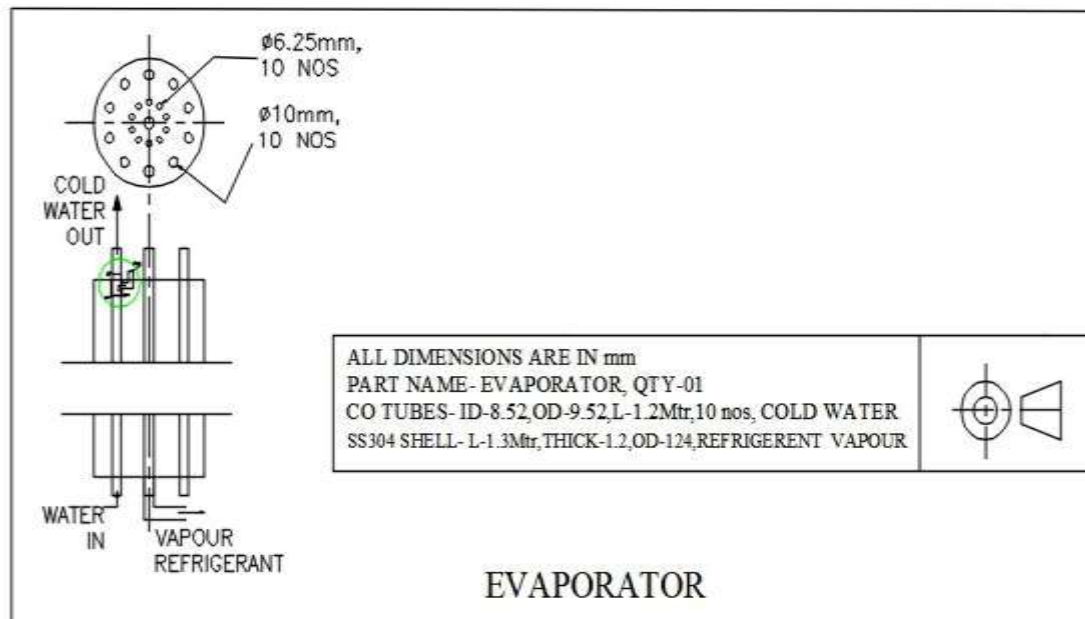 ø6.25mm,
10 NOS
ø10mm,
10 NOS
COLD
WATER
OUT
ALL DIMENSIONS ARE IN mm
PART NAME- EVAPORATOR, QTY-01
CO TUBES- ID-8.52,OD-9.52,L-1.2Mtr,10 nos, COLD WATER
SS304 SHELL- L-1.3Mtr,THICK-1.2,OD-124,REFRIGERENT VAPOUR
WATER
IN
VAPOUR
REFRIGERANT
EVAPORATOR